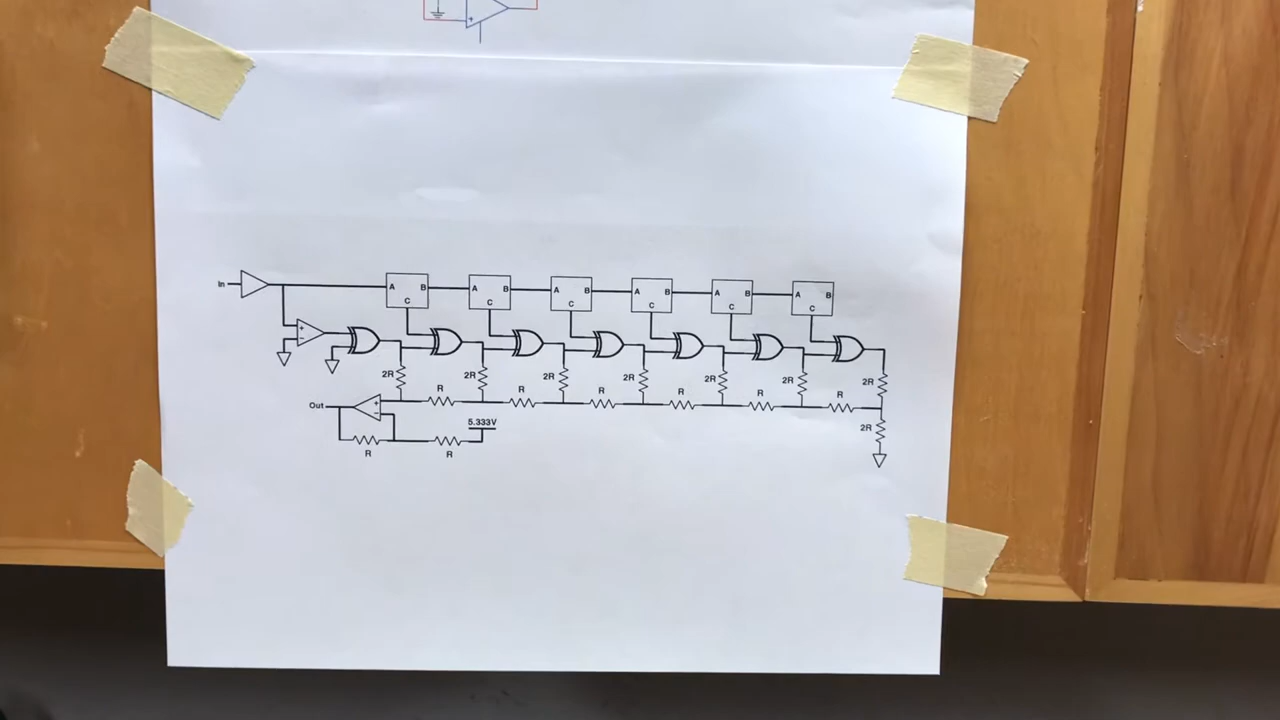 In
A B A B A B A B A B A B
C C C C C C
+
+
-
2R 2R 2R 2R 2R 2R 2R
R R R R R R
Out
+
-
5.333V
2R
R R